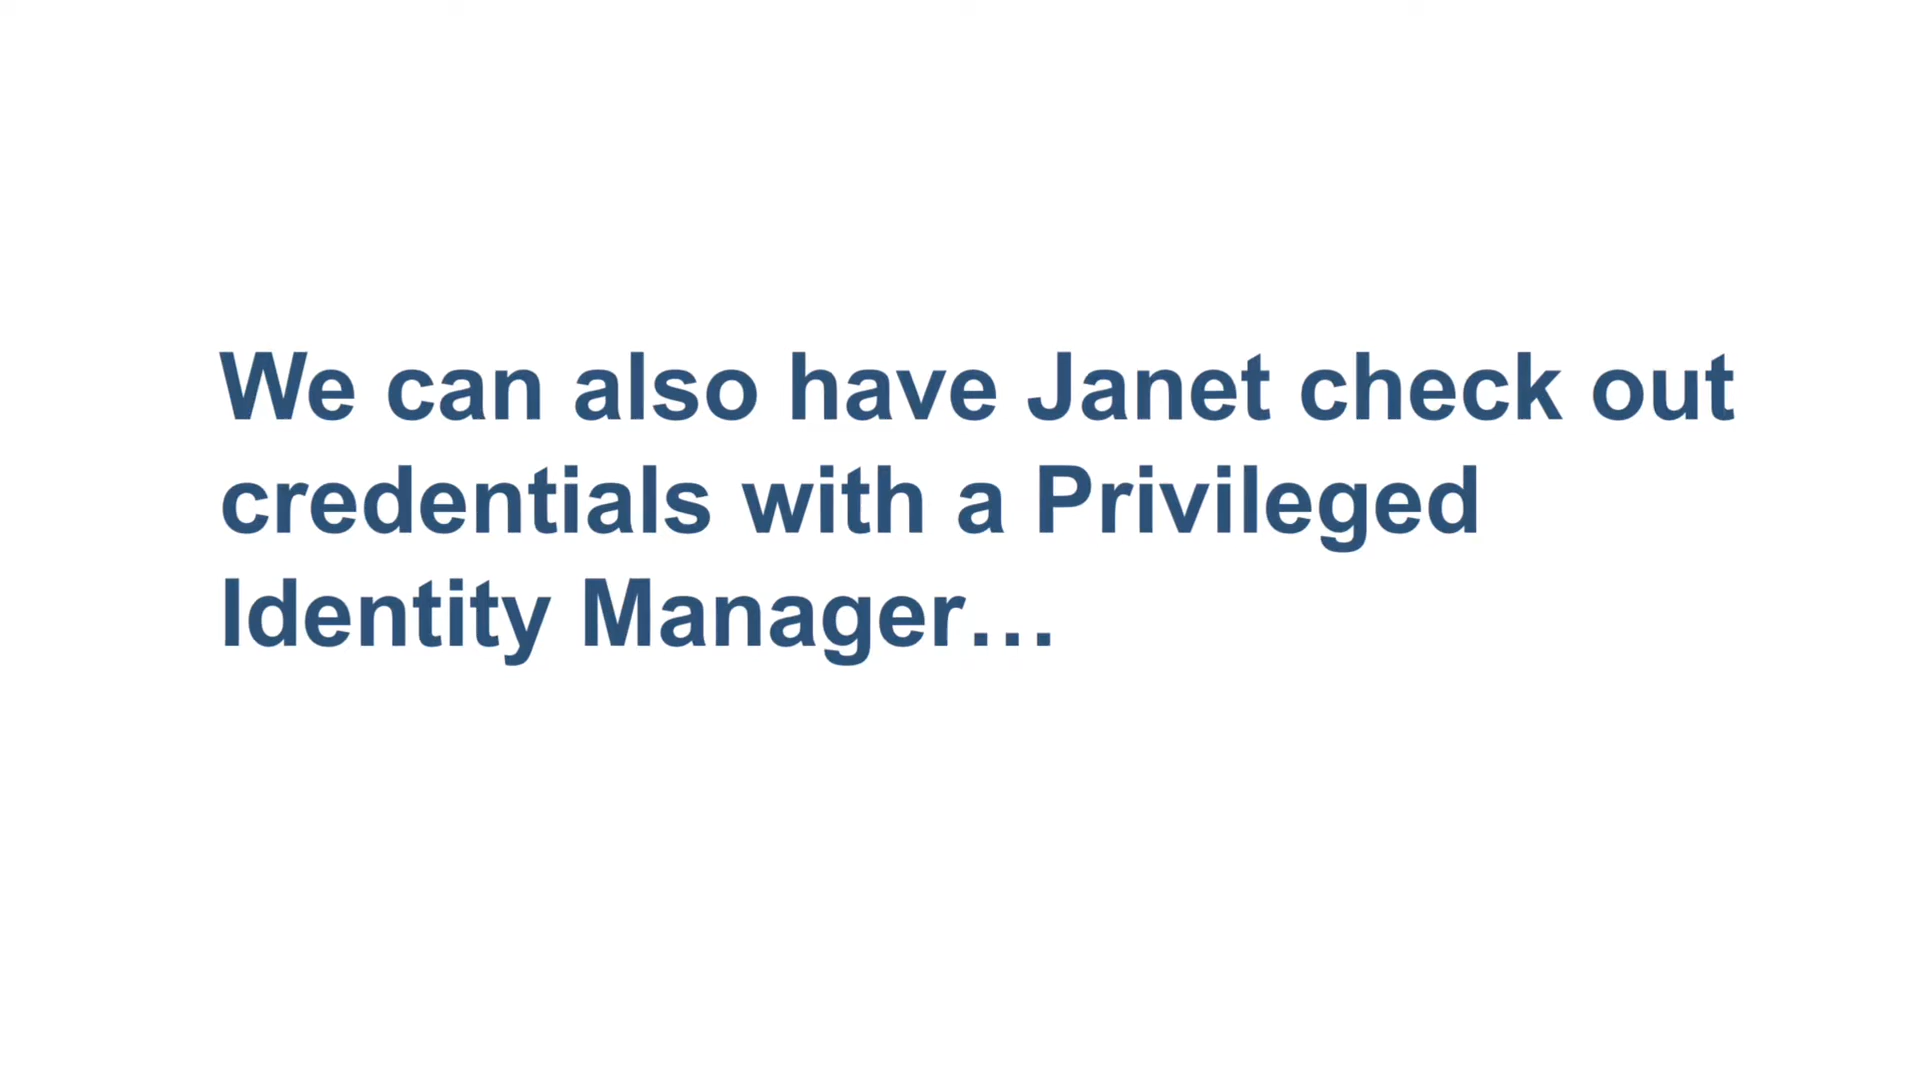 We can also have Janet check out
credentials with a Privileged
Identity Manager…